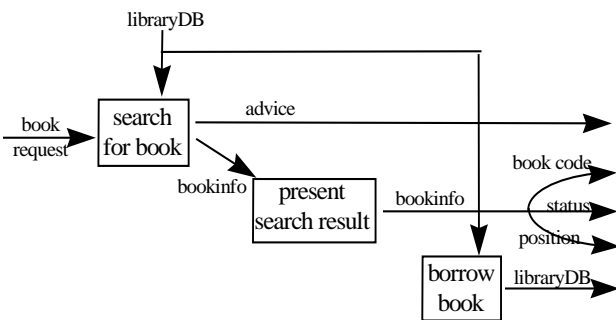 libraryDB
book
request
search
for book
advice
bookinfo
present
search result
bookinfo
book code
status
position
borrow
book
libraryDB